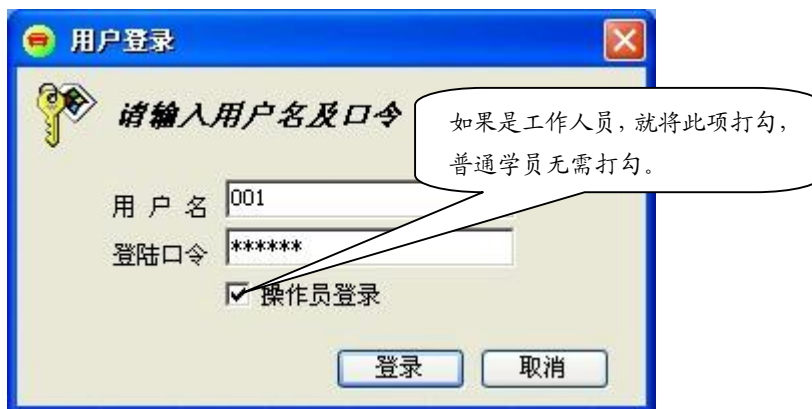 用户登录
请输入用户名及口令
如果是工作人员，就将此项打勾，
普通学员无需打勾。
用 户 名 001
登陆口令 ******
操作员登录
登录 取消